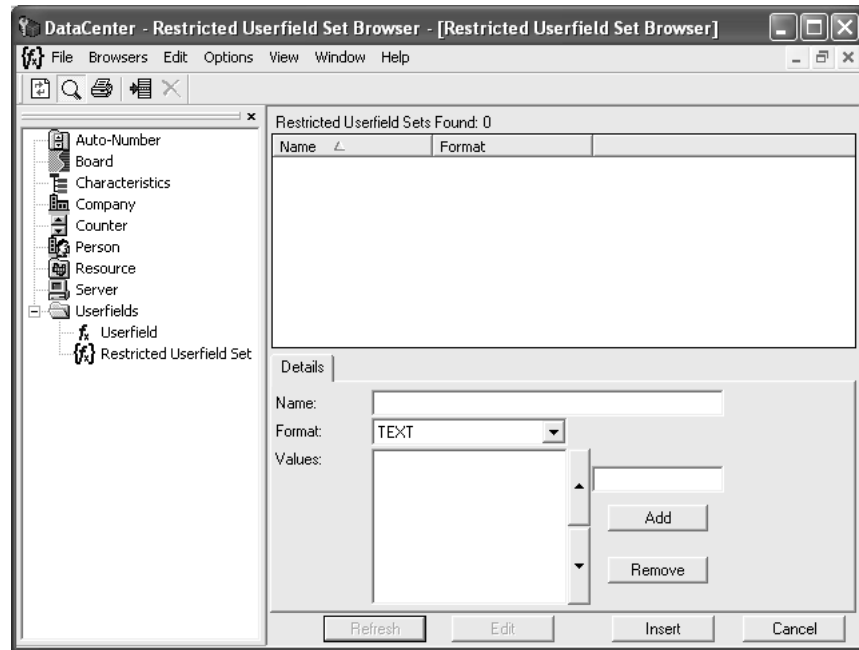 DataCenter - Restricted Userfield Set Browser - [Restricted Userfield Set Browser]
File Browsers Edit Options View Window Help
Auto-Number
Board
Characteristics
Company
Counter
Person
Resource
Server
Userfields
Userfield
Restricted Userfield Set
Restricted Userfield Sets Found: 0
Name Format
Details
Name:
Format: TEXT
Values:
Add
Remove
Refresh Edit Insert Cancel